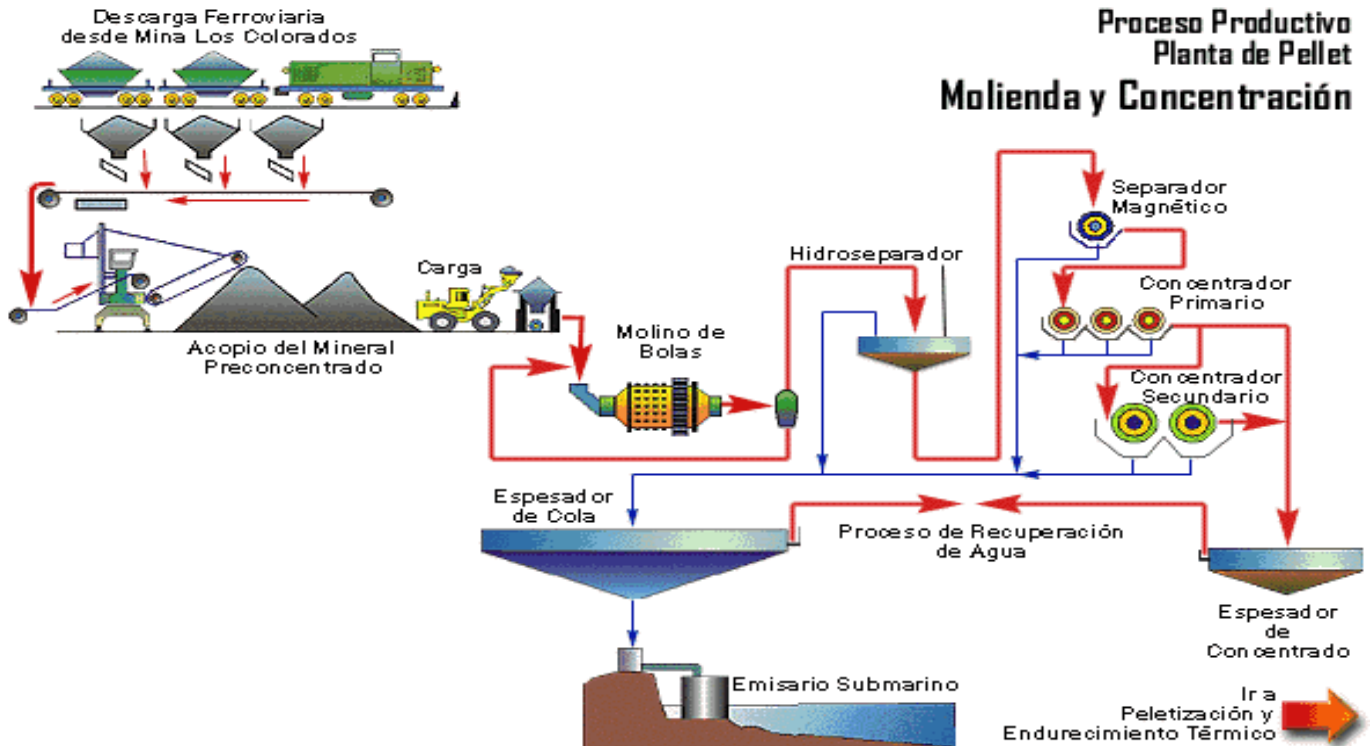 Descarga Ferroviaria
desde Mina Los Colorados
Proceso Productivo
Planta de Pellet
Molienda y Concentración
Separador
Magnético
Hidroseparador
Carga
Concentrador
Primario
Molino de
Bolas
Acopio del Mineral
Preconcentrado
Concentrador
Secundario
Espesador
de Cola
Proceso de Recuperación
de Agua
Espesador
de
Concentrado
Emisario Submarino
Ir a
Peletización y
Endurecimiento Térmico